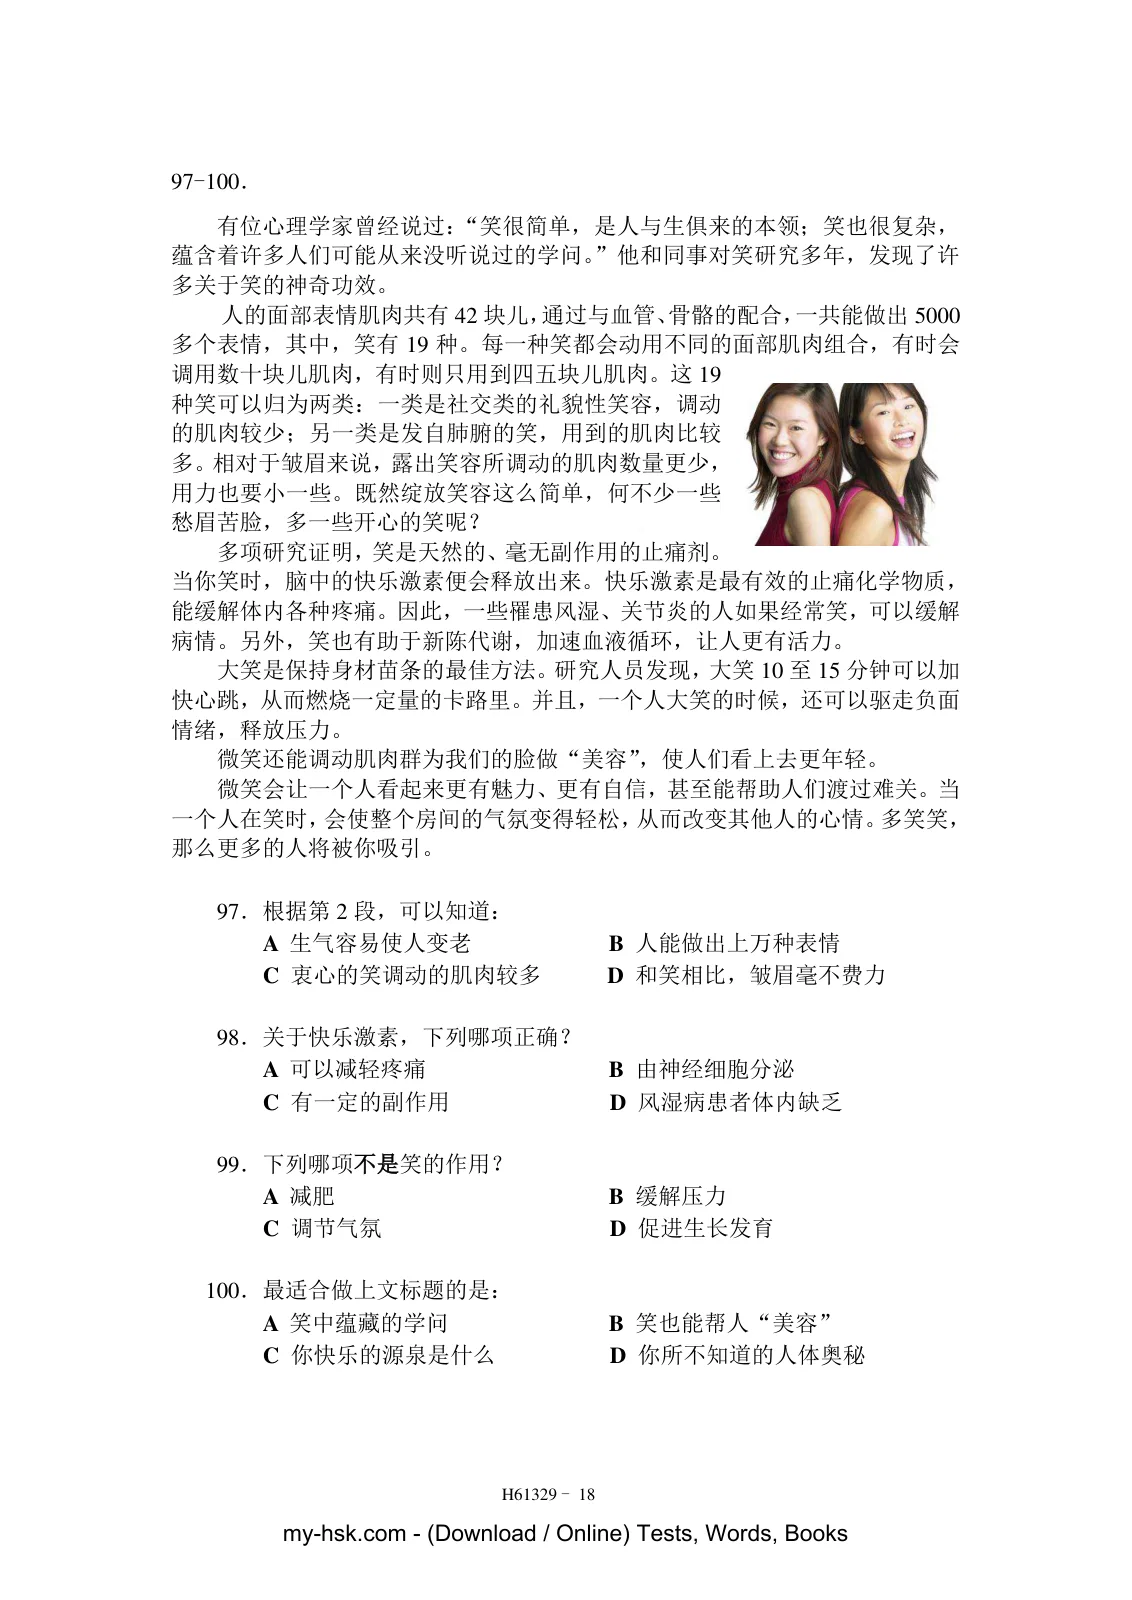 97-100.
有位心理学家曾经说过：“笑很简单，是人与生俱来的本领；笑也很复杂，
蕴含着许多人们可能从来没听说过的学问。”他和同事对笑研究多年，发现了许
多关于笑的神奇功效。
人的面部表情肌肉共有 42 块儿，通过与血管、骨骼的配合，一共能做出 5000
多个表情，其中，笑有 19 种。每一种笑都会动用不同的面部肌肉组合，有时会
调用数十块儿肌肉，有时则只用到四五块儿肌肉。这 19
种笑可以归为两类：一类是社交类的礼貌性笑容，调动
的肌肉较少；另一类是发自肺腑的笑，用到的肌肉比较
多。相对于皱眉来说，露出笑容所调动的肌肉数量更少，
用力也要小一些。既然绽放笑容这么简单，何不少一些
愁眉苦脸，多一些开心的笑呢？
多项研究证明，笑是天然的、毫无副作用的止痛剂。
当你笑时，脑中的快乐激素便会释放出来。快乐激素是最有效的止痛化学物质，
能缓解体内各种疼痛。因此，一些罹患风湿、关节炎的人如果经常笑，可以缓解
病情。另外，笑也有助于新陈代谢，加速血液循环，让人更有活力。
大笑是保持身材苗条的最佳方法。研究人员发现，大笑 10 至 15 分钟可以加
快心跳，从而燃烧一定量的卡路里。并且，一个人大笑的时候，还可以驱走负面
情绪，释放压力。
微笑还能调动肌肉群为我们的脸做“美容”，使人们看上去更年轻。
微笑会让一个人看起来更有魅力、更有自信，甚至能帮助人们渡过难关。当
一个人在笑时，会使整个房间的气氛变得轻松，从而改变其他人的心情。多笑笑，
那么更多的人将被你吸引。
97．根据第 2 段，可以知道：
A 生气容易使人变老 B 人能做出上万种表情
C 衷心的笑调动的肌肉较多 D 和笑相比，皱眉毫不费力
98．关于快乐激素，下列哪项正确？
A 可以减轻疼痛 B 由神经细胞分泌
C 有一定的副作用 D 风湿病患者体内缺乏
99．下列哪项不是笑的作用？
A 减肥 B 缓解压力
C 调节气氛 D 促进生长发育
100．最适合做上文标题的是：
A 笑中蕴藏的学问 B 笑也能帮人“美容”
C 你快乐的源泉是什么 D 你所不知道的人体奥秘
H61329－ 18
my-hsk.com - (Download / Online) Tests, Words, Books